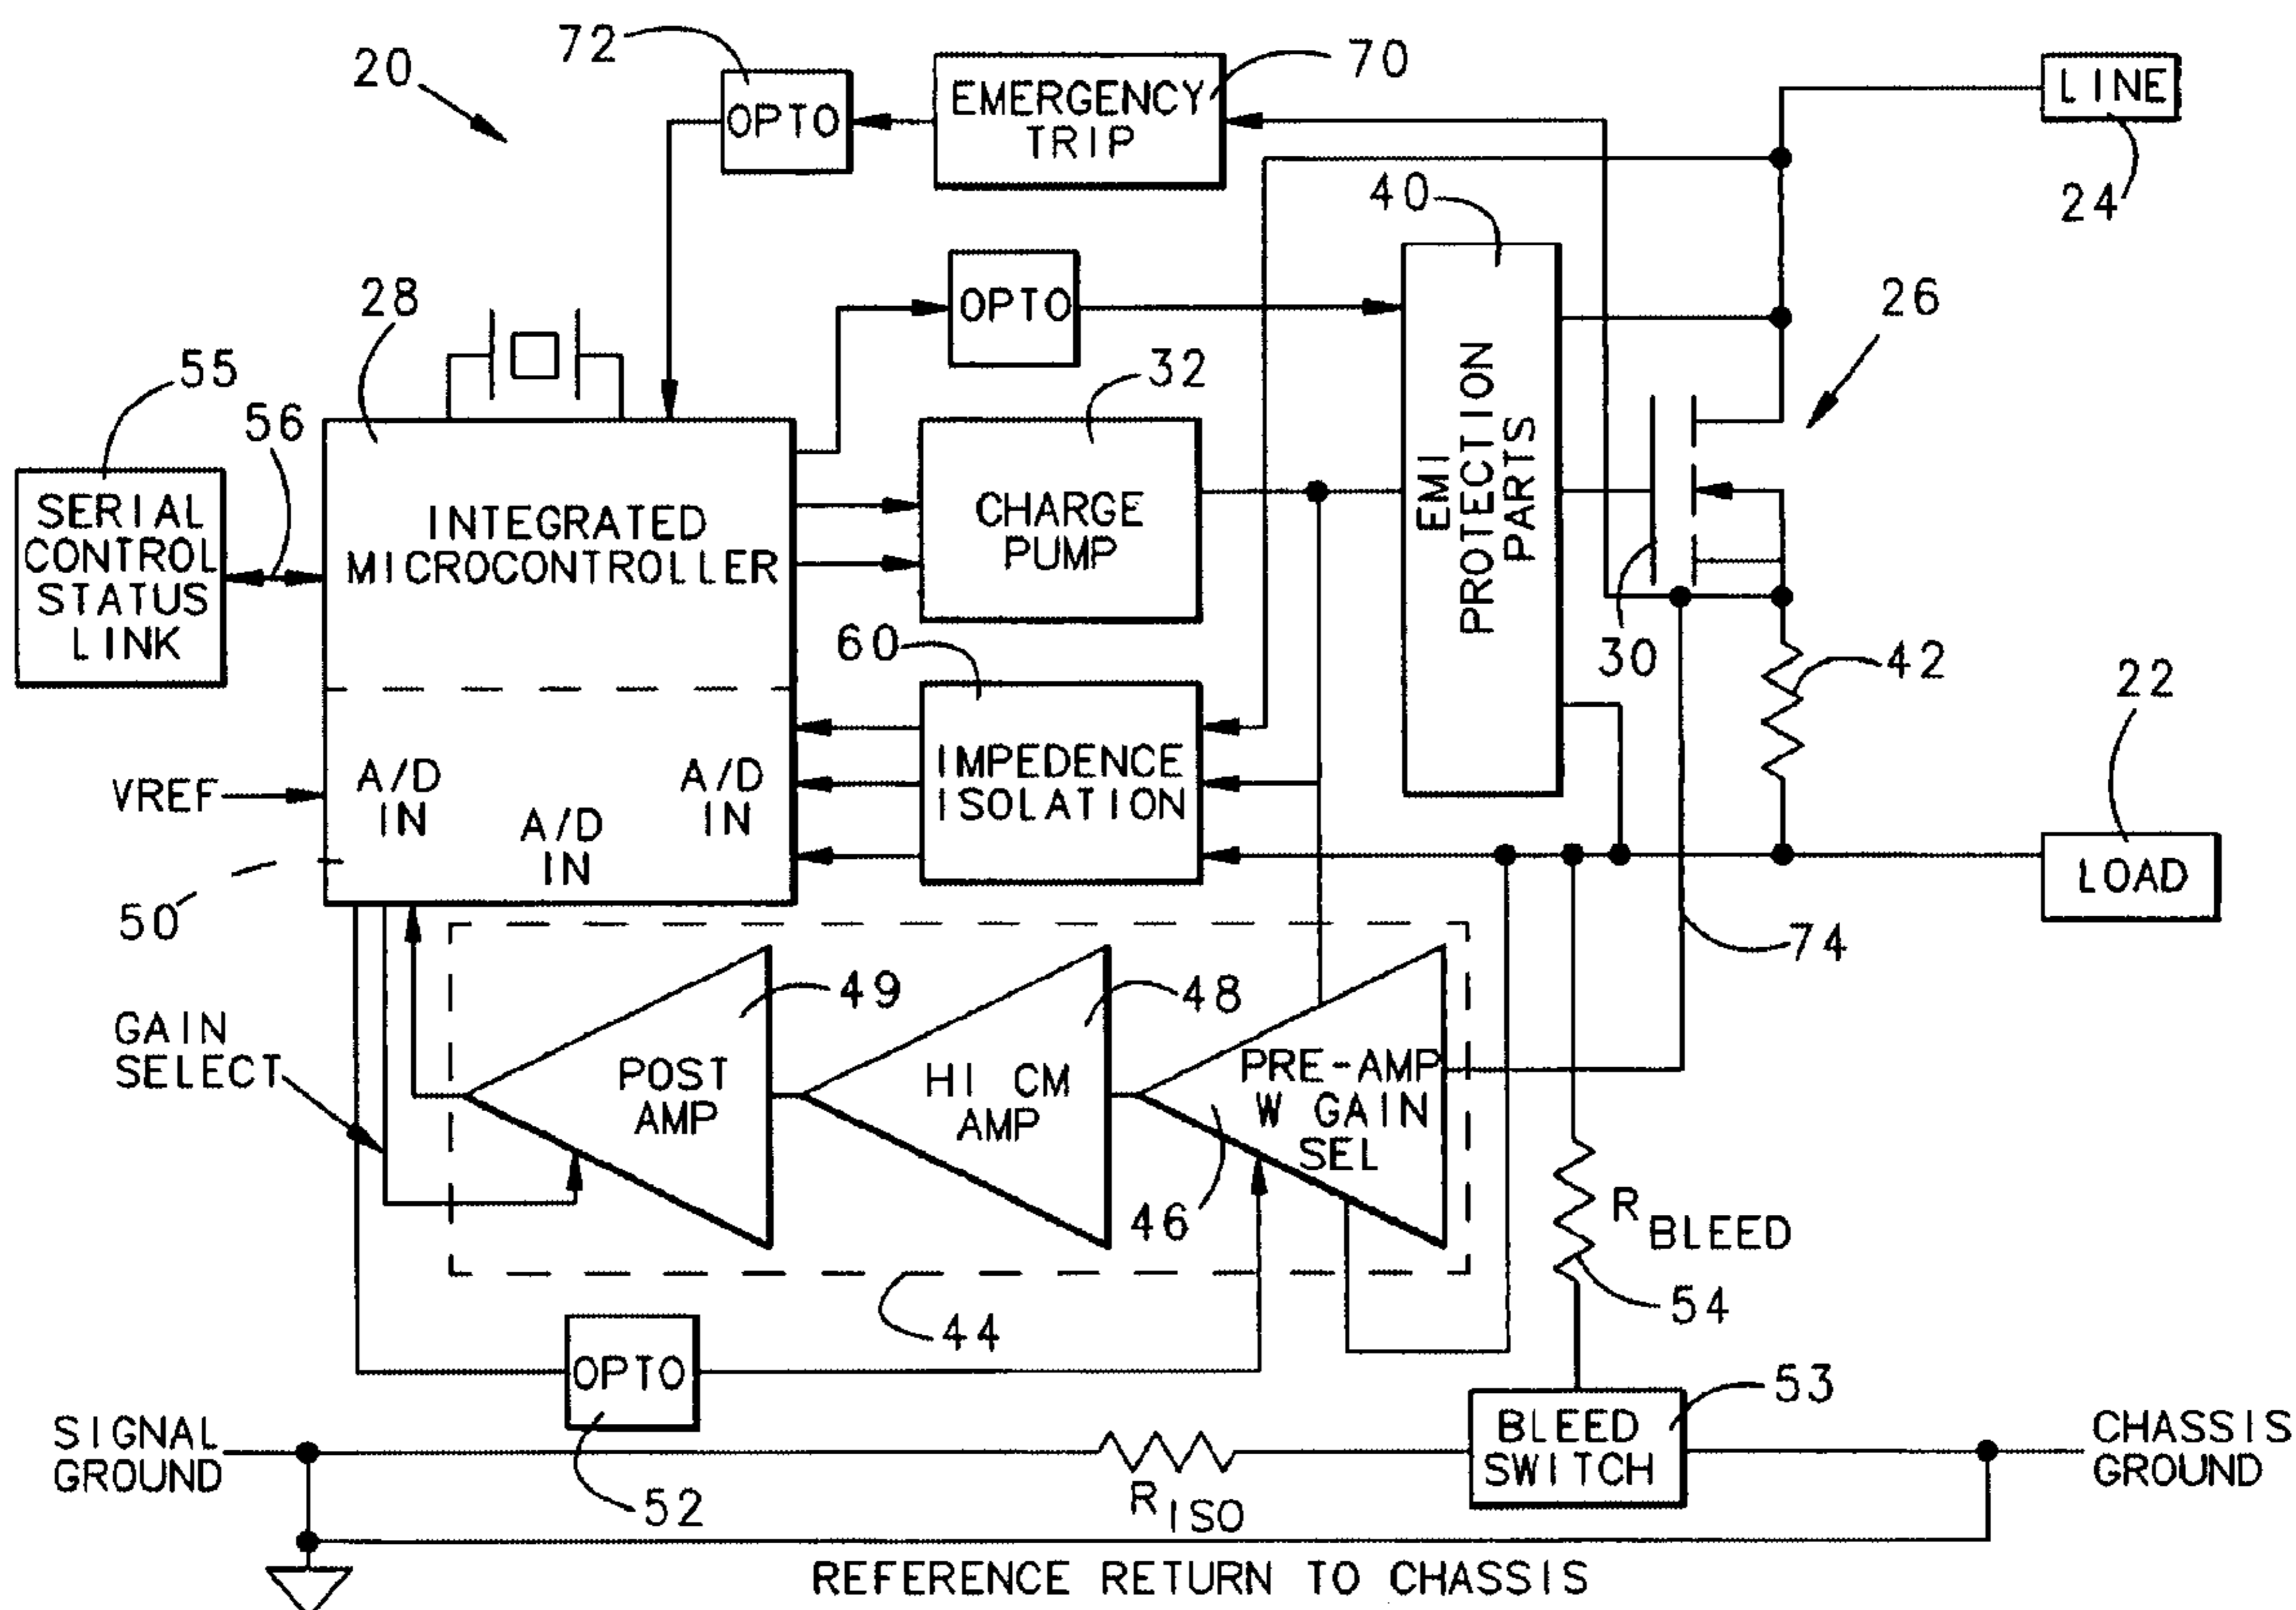 72
OPTO
EMERGENCY
TRIP
70
LINE
24
20
40
28
OPTO
26
55
56
32
SERIAL
CONTROL
STATUS
LINK
INTEGRATED
MICROCONTROLLER
CHARGE
PUMP
EMI
PROTECTION
PARTS
30
42
22
60
VREF
A/D
IN
A/D
IN
A/D
IN
IMPEDENCE
ISOLATION
LOAD
50
74
GAIN
SELECT
49
POST
AMP
48
HI CM
AMP
PRE-AMP
W GAIN
SEL
46
R BLEED
54
44
OPTO
52
53
BLEED
SWITCH
SIGNAL
GROUND
RISO
CHASSIS
GROUND
REFERENCE RETURN TO CHASSIS